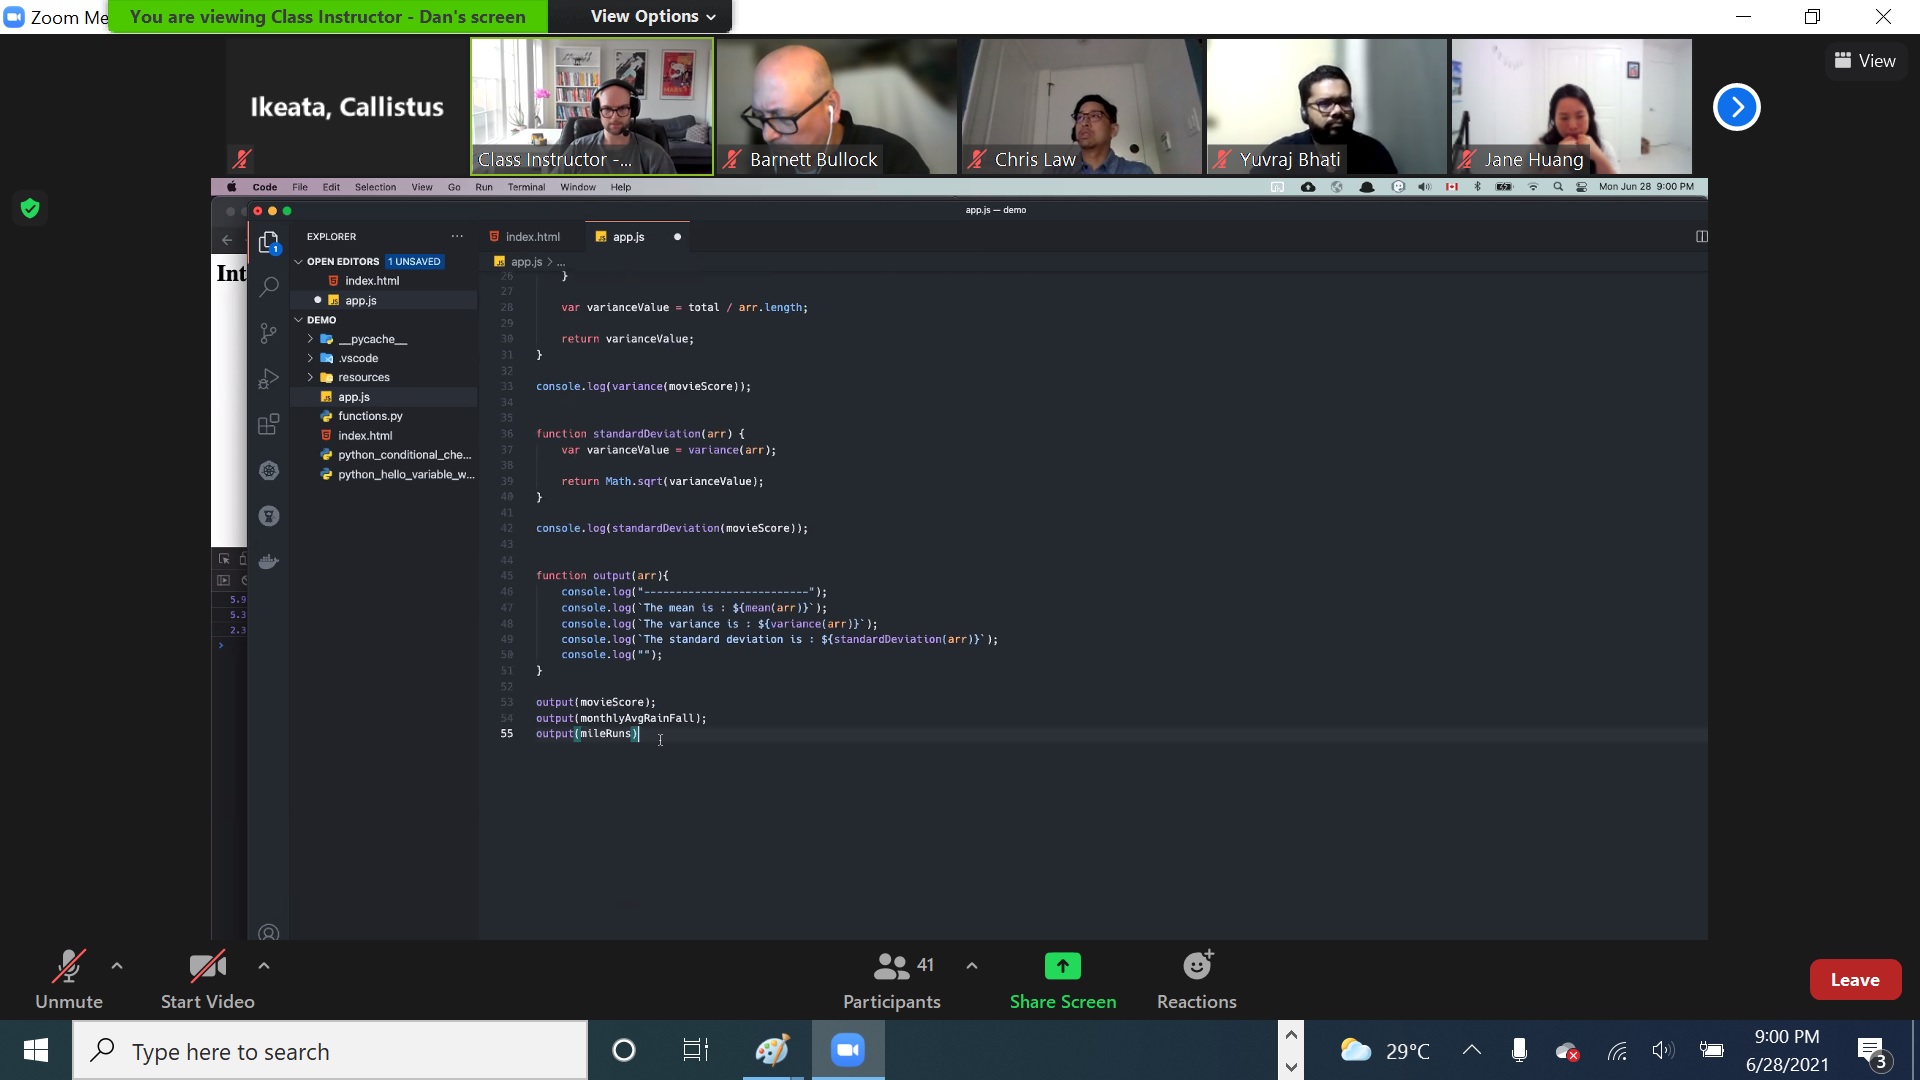 Zoom Me
You are viewing Class Instructor - Dan's screen
View Options
View
Ikeata, Callistus
Class Instructor -...
Barnett Bullock
Chris Law
Yuvraj Bhati
Jane Huang
Code File Edit Selection View Go Run Terminal Window Help
Mon Jun 28 9:00 PM
app.js — demo
Int
5.9
5.3
2.3
EXPLORER
OPEN EDITORS 1 UNSAVED
index.html
app.js
DEMO
__pycache__
.vscode
resources
app.js
functions.py
index.html
python_conditional_che...
python_hello_variable_w...
index.html
app.js
app.js > ...
26 }
27
28 var varianceValue = total / arr.length;
29
30 return varianceValue;
31 }
32
33 console.log(variance(movieScore));
34
35
36 function standardDeviation(arr) {
37 var varianceValue = variance(arr);
38
39 return Math.sqrt(varianceValue);
40 }
41
42 console.log(standardDeviation(movieScore));
43
44
45 function output(arr){
46 console.log("--------------------------");
47 console.log(`The mean is : ${mean(arr)}`);
48 console.log(`The variance is : ${variance(arr)}`);
49 console.log(`The standard deviation is : ${standardDeviation(arr)}`);
50 console.log("");
51 }
52
53 output(movieScore);
54 output(monthlyAvgRainFall);
55 output(mileRuns)
Unmute
Start Video
41
Participants
Share Screen
Reactions
Leave
Type here to search
29°C
9:00 PM
6/28/2021
3